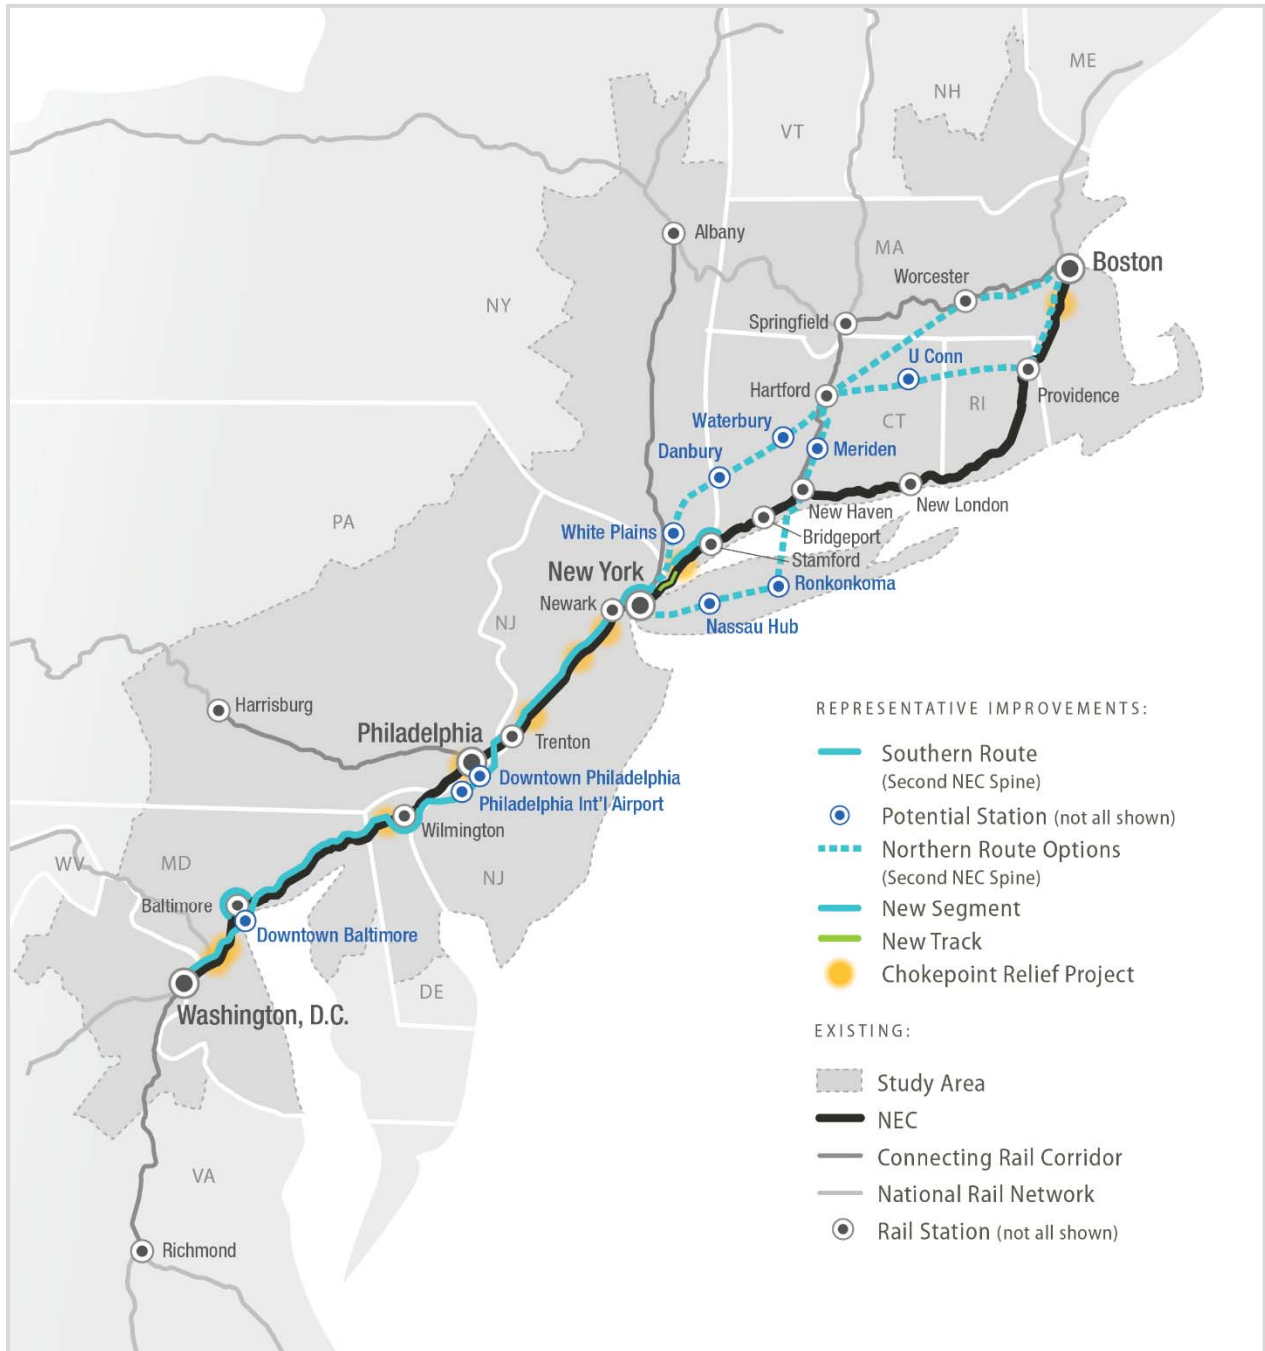 ME
NH
VT
Albany
MA
Boston
Worcester
NY
Springfield
U Conn
Hartford
Providence
RI
Waterbury
CT
Danbury
Meriden
New London
New Haven
PA
White Plains
Bridgeport
Stamford
New York
Ronkonkoma
Newark
NJ
Nassau Hub
Harrisburg
Philadelphia
Trenton
Downtown Philadelphia
Philadelphia Int'l Airport
Wilmington
WV
MD
NJ
Baltimore
Downtown Baltimore
DE
Washington, D.C.
VA
Richmond
REPRESENTATIVE IMPROVEMENTS:
Southern Route
(Second NEC Spine)
Potential Station (not all shown)
Northern Route Options
(Second NEC Spine)
New Segment
New Track
Chokepoint Relief Project
EXISTING:
Study Area
NEC
Connecting Rail Corridor
National Rail Network
Rail Station (not all shown)